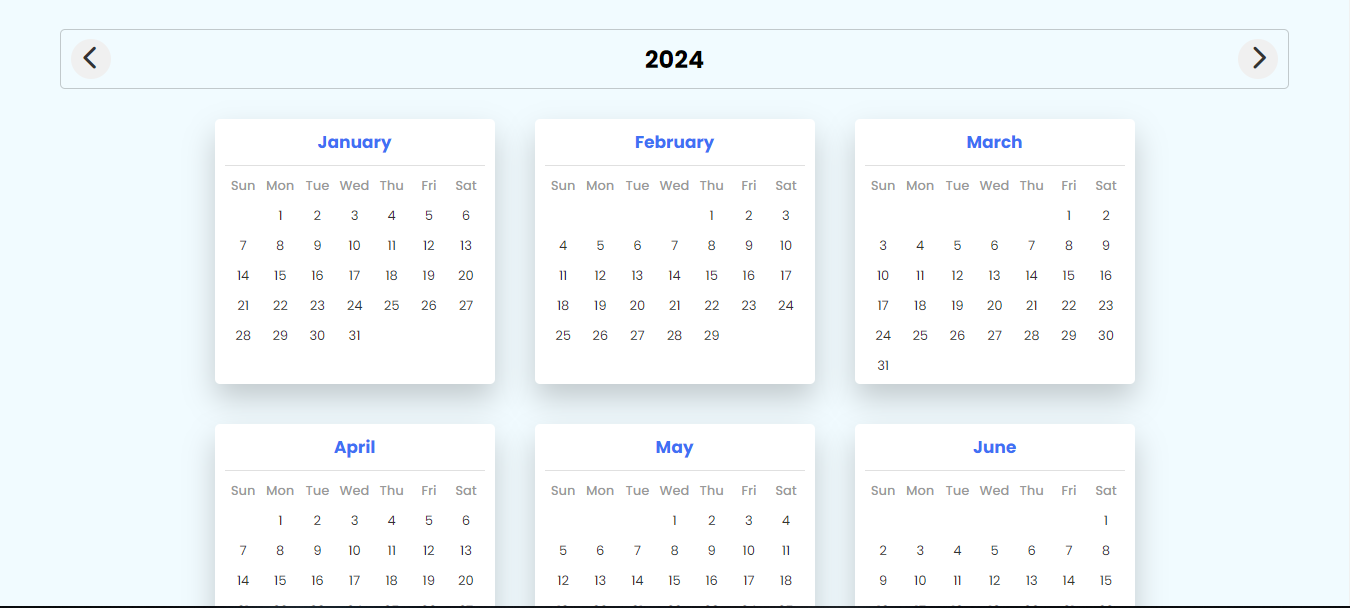 2024
January February March
Sun Mon Tue Wed Thu Fri Sat Sun Mon Tue Wed Thu Fri Sat Sun Mon Tue Wed Thu Fri Sat
1 2 3 4 5 6 1 2 3 1 2
7 8 9 10 11 12 13 4 5 6 7 8 9 10 3 4 5 6 7 8 9
14 15 16 17 18 19 20 11 12 13 14 15 16 17 10 11 12 13 14 15 16
21 22 23 24 25 26 27 18 19 20 21 22 23 24 17 18 19 20 21 22 23
28 29 30 31 25 26 27 28 29 24 25 26 27 28 29 30
31
April May June
Sun Mon Tue Wed Thu Fri Sat Sun Mon Tue Wed Thu Fri Sat Sun Mon Tue Wed Thu Fri Sat
1 2 3 4 5 6 1 2 3 4 1
7 8 9 10 11 12 13 5 6 7 8 9 10 11 2 3 4 5 6 7 8
14 15 16 17 18 19 20 12 13 14 15 16 17 18 9 10 11 12 13 14 15